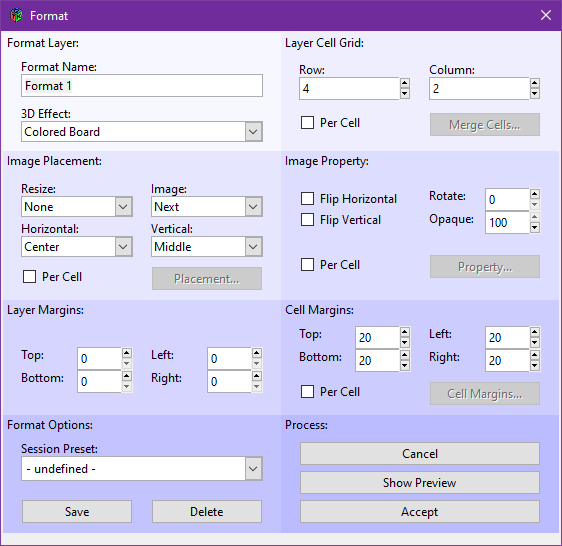 Format
Format Layer:
Format Name:
Format 1
3D Effect:
Colored Board
Layer Cell Grid:
Row: Column:
4 2
Per Cell Merge Cells...
Image Placement:
Resize: Image:
None Next
Horizontal: Vertical:
Center Middle
Per Cell Placement...
Image Property:
Flip Horizontal Rotate: 0
Flip Vertical Opaque: 100
Per Cell Property...
Layer Margins:
Top: 0 Left: 0
Bottom: 0 Right: 0
Cell Margins:
Top: 20 Left: 20
Bottom: 20 Right: 20
Per Cell Cell Margins...
Format Options:
Session Preset:
- undefined -
Save Delete
Process:
Cancel
Show Preview
Accept